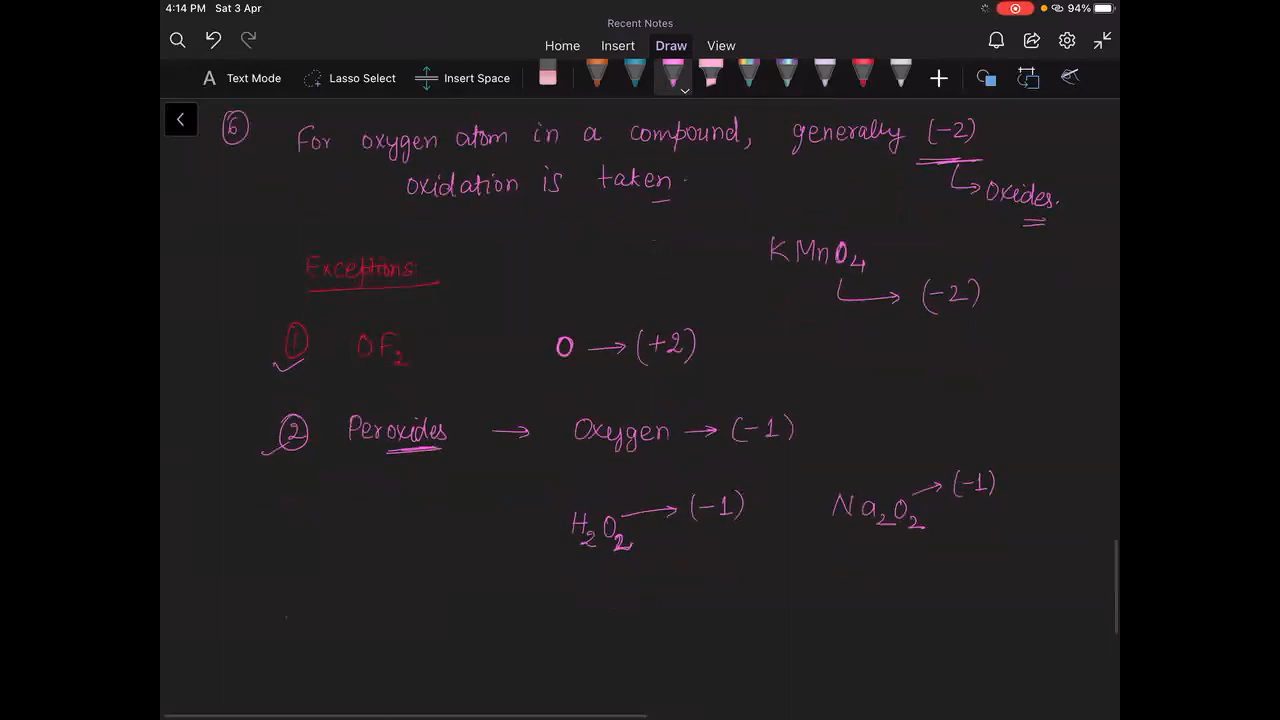 4:14 PM Sat 3 Apr
94%
Recent Notes
Home Insert Draw View
A Text Mode Lasso Select Insert Space
6 For oxygen atom in a compound, generally (-2)
oxidation is taken.
→ Oxides.
KMnO4
→ (-2)
Exceptions
1 OF2 O → (+2)
2 Peroxides → Oxygen → (-1)
H2O2 → (-1) Na2O2 → (-1)